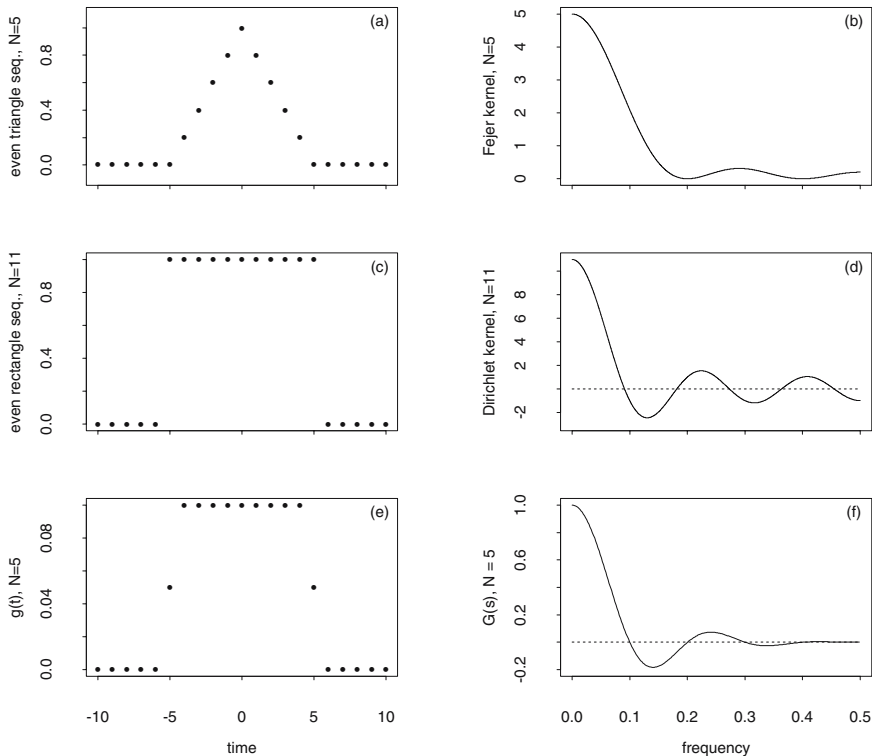 even triangle seq., N=5
0.0
0.4
0.8
(a)
Fejer kernel, N=5
0
1
2
3
4
5
(b)
even rectangle seq., N=11
0.0
0.4
0.8
(c)
Dirichlet kernel, N=11
-2
2
4
6
8
(d)
g(t), N=5
0.0
0.04
0.08
(e)
-10
-5
0
5
10
time
G(s), N = 5
-0.2
0.2
0.6
1.0
(f)
0.0
0.1
0.2
0.3
0.4
0.5
frequency